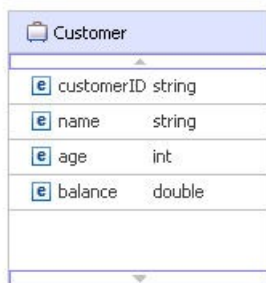 Customer
e customerID string
e name string
e age int
e balance double